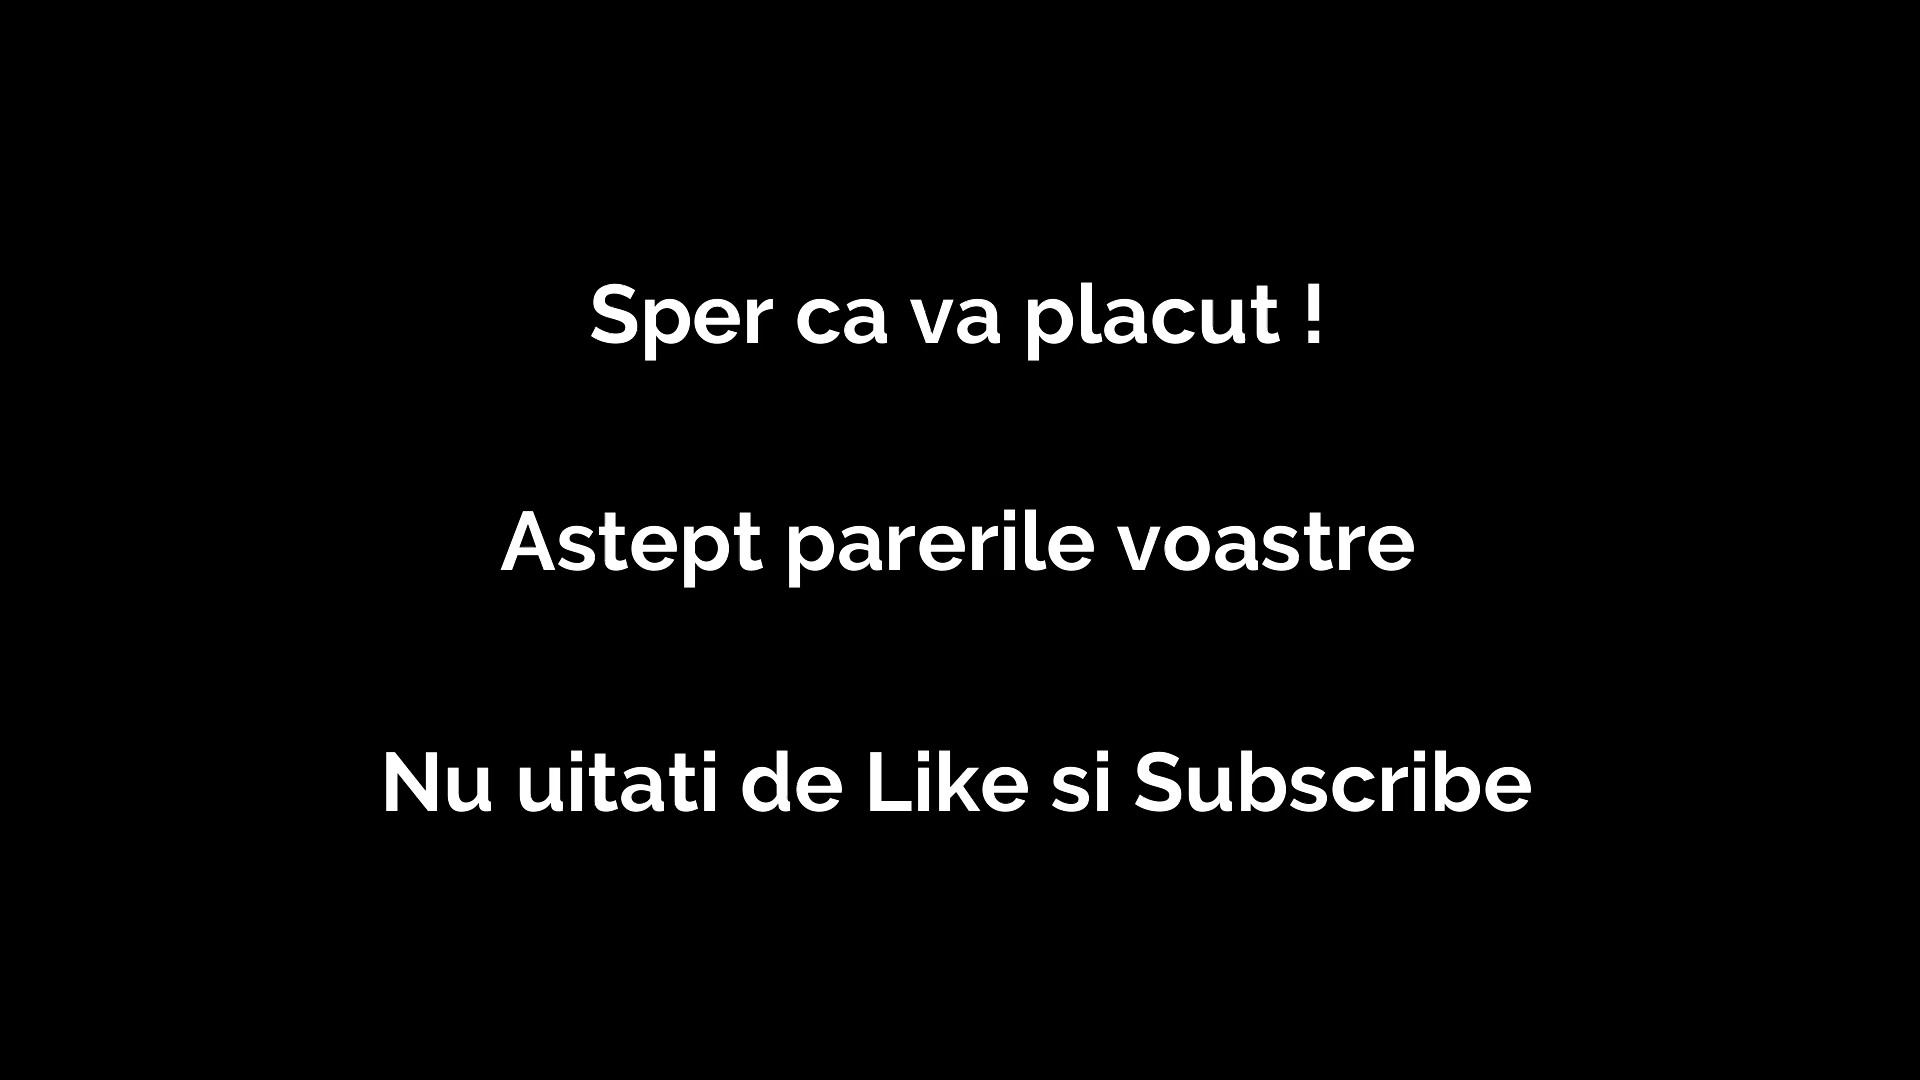 Sper ca va placut !
Astept parerile voastre
Nu uitati de Like si Subscribe